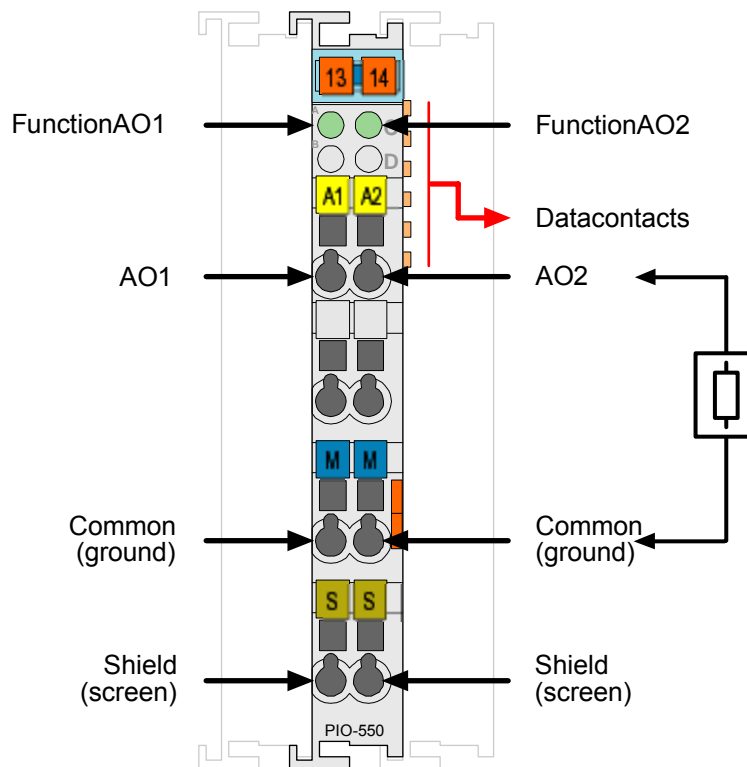 13 14
A
C
FunctionAO1
FunctionAO2
B
D
A1 A2
Datacontacts
AO1
AO2
M M
Common
(ground)
Common
(ground)
S S
Shield
(screen)
Shield
(screen)
PIO-550